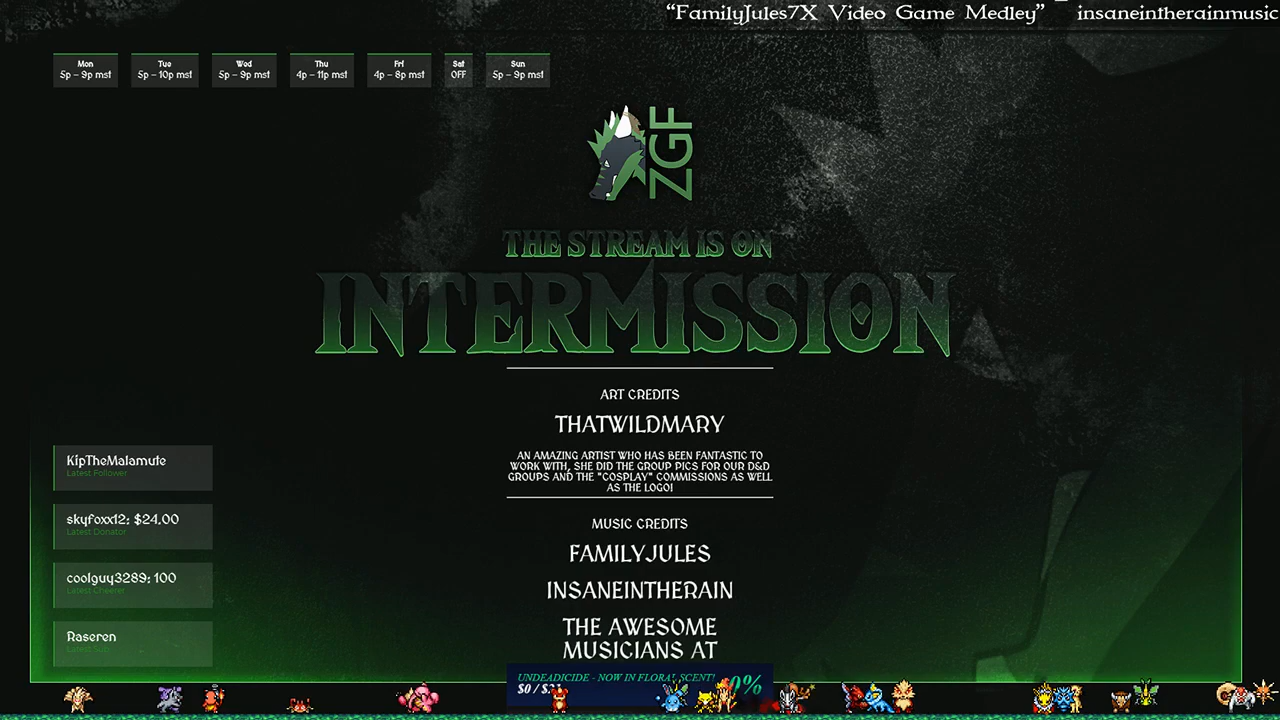 “FamilyJules7X Video Game Medley” – insaneintherainmusic
Mon
5p – 9p mst
Tue
5p – 10p mst
Wed
5p – 9p mst
Thu
4p – 11p mst
Fri
4p – 8p mst
Sat
OFF
Sun
5p – 9p mst
ZGF
THE STREAM IS ON
INTERMISSION
ART CREDITS
THATWILDMARY
AN AMAZING ARTIST WHO HAS BEEN FANTASTIC TO
WORK WITH, SHE DID THE GROUP PICS FOR OUR D&D
GROUPS AND THE "COSPLAY" COMMISSIONS AS WELL
AS THE LOGO!
MUSIC CREDITS
FAMILYJULES
INSANEINTHERAIN
THE AWESOME
MUSICIANS AT
KipTheMalamute
Latest Follower
skyfoxx12: $24.00
Latest Donator
coolguy3289: 100
Latest Cheerer
Raseren
Latest Sub
UNDEADICIDE - NOW IN FLORAL SCENT!
$0 /
0%